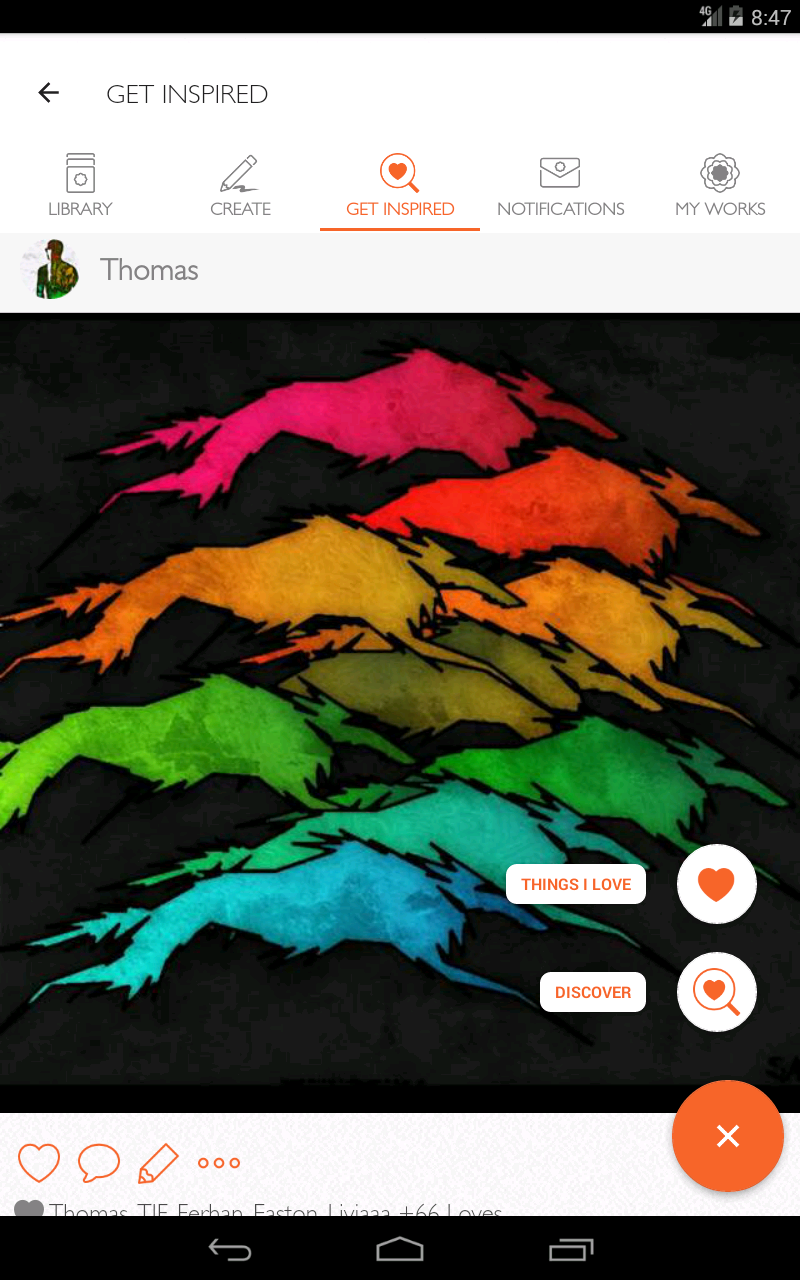 4G 8:47
GET INSPIRED
LIBRARY CREATE GET INSPIRED NOTIFICATIONS MY WORKS
Thomas
THINGS I LOVE
DISCOVER
Thomas, TJF, Ferhan, Easton, Liviaaa +66 Loves